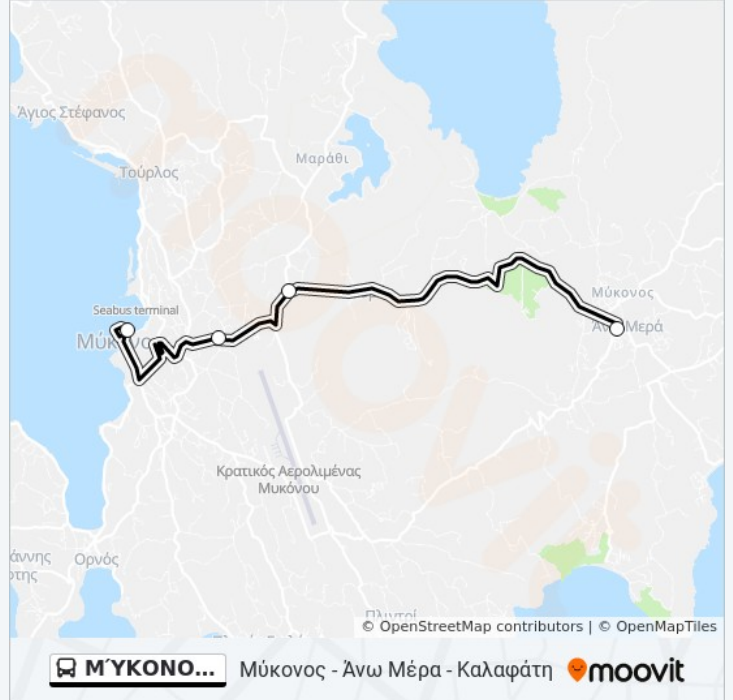 Άγιος Στέφανος
Μαράθι
Τούρλος
Μύκονος
Seabus terminal
Άνω Μερά
Κρατικός Αερολιμένας
Μυκόνου
Ορνός
© OpenStreetMap contributors | © OpenMapTiles
ΜΎΚΟΝΟ...
Μύκονος - Άνω Μέρα - Καλαφάτη
moovit